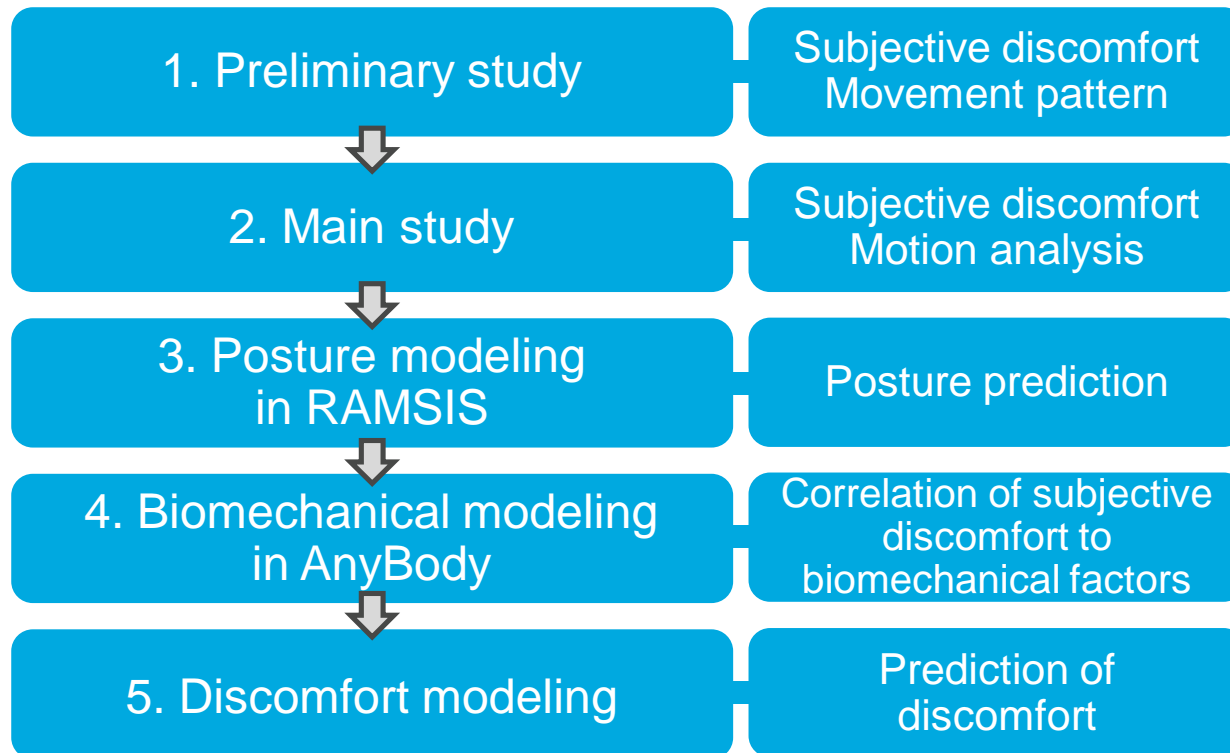 1. Preliminary study
Subjective discomfort
Movement pattern
2. Main study
Subjective discomfort
Motion analysis
3. Posture modeling
in RAMSIS
Posture prediction
4. Biomechanical modeling
in AnyBody
Correlation of subjective
discomfort to
biomechanical factors
5. Discomfort modeling
Prediction of
discomfort